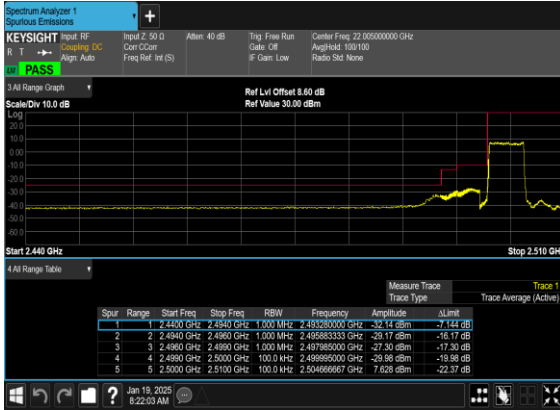 Spectrum Analyzer 1
Spurious Emissions
KEYSIGHT
R T
PASS
Input: RF
Coupling: DC
Align: Auto
Input Z: 50 Ω
Corr CCorr
Freq Ref: Int (S)
Atten: 40 dB
Trig: Free Run
Gate: Off
IF Gain: Low
Center Freq: 22.005000000 GHz
Avg|Hold: 100/100
Radio Std: None
3 All Range Graph
Scale/Div 10.0 dB
Ref Lvl Offset 8.60 dB
Ref Value 30.00 dBm
Log
20.0
10.0
0.00
-10.0
-20.0
-30.0
-40.0
-50.0
-60.0
Start 2.440 GHz
Stop 2.510 GH
4 All Range Table
Measure Trace Trace 1
Trace Type Trace Average (Active)
Spur Range Start Freq Stop Freq RBW Frequency Amplitude ΔLimit
1 1 2.4400 GHz 2.4940 GHz 1.000 MHz 2.493280000 GHz -32.14 dBm -7.144 dB
2 2 2.4940 GHz 2.4960 GHz 1.000 MHz 2.495883333 GHz -29.17 dBm -16.17 dB
3 3 2.4960 GHz 2.4990 GHz 1.000 MHz 2.497985000 GHz -27.30 dBm -17.30 dB
4 4 2.4990 GHz 2.5000 GHz 100.0 kHz 2.499995000 GHz -29.98 dBm -19.98 dB
5 5 2.5000 GHz 2.5100 GHz 100.0 kHz 2.504666667 GHz 7.628 dBm -22.37 dB
Jan 19, 2025
8:22:03 AM